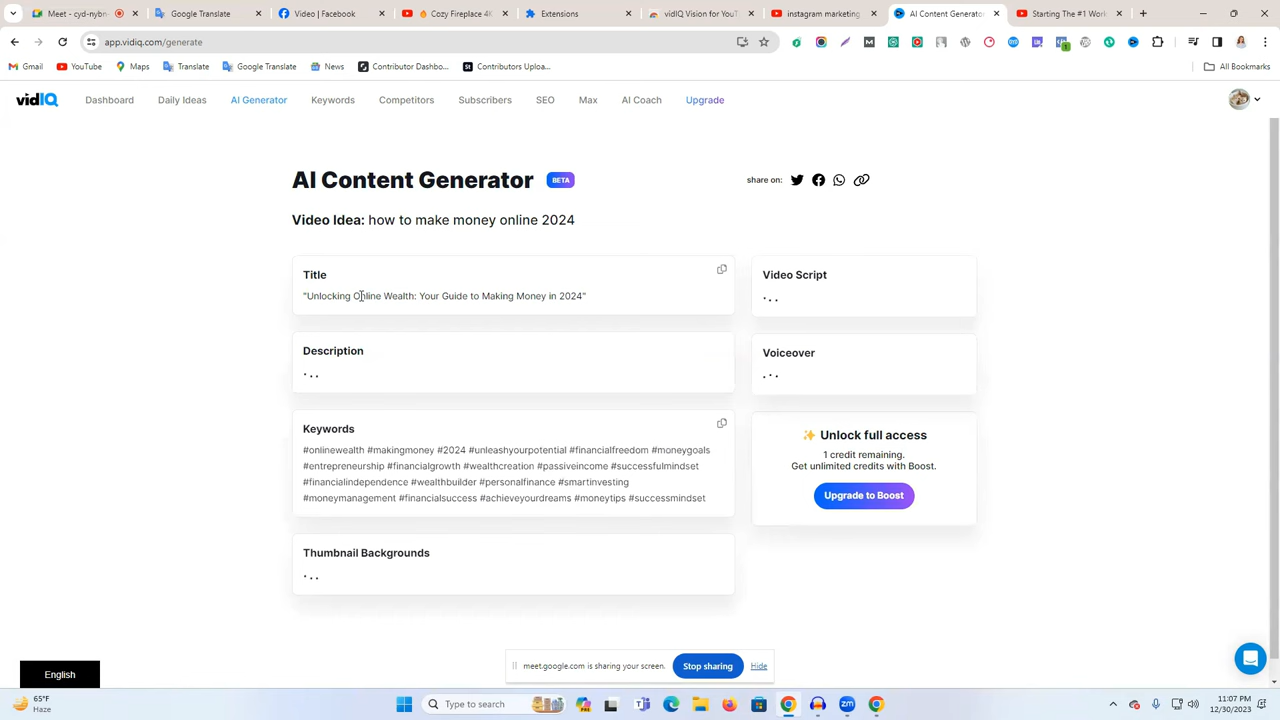 Meet - cyd-nybn
Google Translate
Video | Facebook
Cozy Fireplace 4K
Extensions
vidIQ Vision for YouT
instagram marketing
AI Content Generator
Starting The #1 Work
app.vidiq.com/generate
Gmail
YouTube
Maps
Translate
Google Translate
News
Contributor Dashbo...
Contributors Uploa...
All Bookmarks
vidIQ
Dashboard
Daily Ideas
AI Generator
Keywords
Competitors
Subscribers
SEO
Max
AI Coach
Upgrade
AI Content Generator BETA
share on:
Video Idea: how to make money online 2024
Title
"Unlocking Online Wealth: Your Guide to Making Money in 2024"
Description
Keywords
#onlinewealth #makingmoney #2024 #unleashyourpotential #financialfreedom #moneygoals
#entrepreneurship #financialgrowth #wealthcreation #passiveincome #successfulmindset
#financialindependence #wealthbuilder #personalfinance #smartinvesting
#moneymanagement #financialsuccess #achieveyourdreams #moneytips #successmindset
Thumbnail Backgrounds
Video Script
Voiceover
✨ Unlock full access
1 credit remaining.
Get unlimited credits with Boost.
Upgrade to Boost
meet.google.com is sharing your screen.
Stop sharing
Hide
English
65°F
Haze
Type to search
11:07 PM
12/30/2023